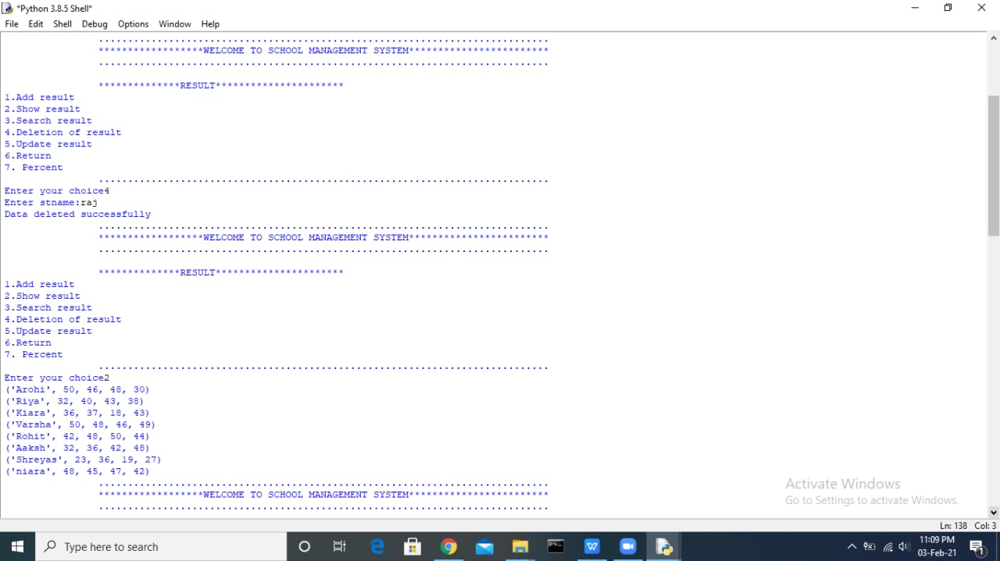 *Python 3.8.5 Shell*
File Edit Shell Debug Options Window Help
.............................................................................
******************WELCOME TO SCHOOL MANAGEMENT SYSTEM************************
.............................................................................
**************RESULT**********************
1.Add result
2.Show result
3.Search result
4.Deletion of result
5.Update result
6.Return
7. Percent
.............................................................................
Enter your choice4
Enter stname:raj
Data deleted successfully
.............................................................................
******************WELCOME TO SCHOOL MANAGEMENT SYSTEM************************
.............................................................................
**************RESULT**********************
1.Add result
2.Show result
3.Search result
4.Deletion of result
5.Update result
6.Return
7. Percent
.............................................................................
Enter your choice2
('Arohi', 50, 46, 48, 30)
('Riya', 32, 40, 43, 38)
('Kiara', 36, 37, 18, 43)
('Varsha', 50, 48, 46, 49)
('Rohit', 42, 48, 50, 44)
('Aaksh', 32, 36, 42, 48)
('Shreyas', 23, 36, 19, 27)
('niara', 48, 45, 47, 42)
.............................................................................
******************WELCOME TO SCHOOL MANAGEMENT SYSTEM************************
.............................................................................
Activate Windows
Go to Settings to activate Windows.
Ln: 138 Col: 3
Type here to search
11:09 PM
03-Feb-21
1